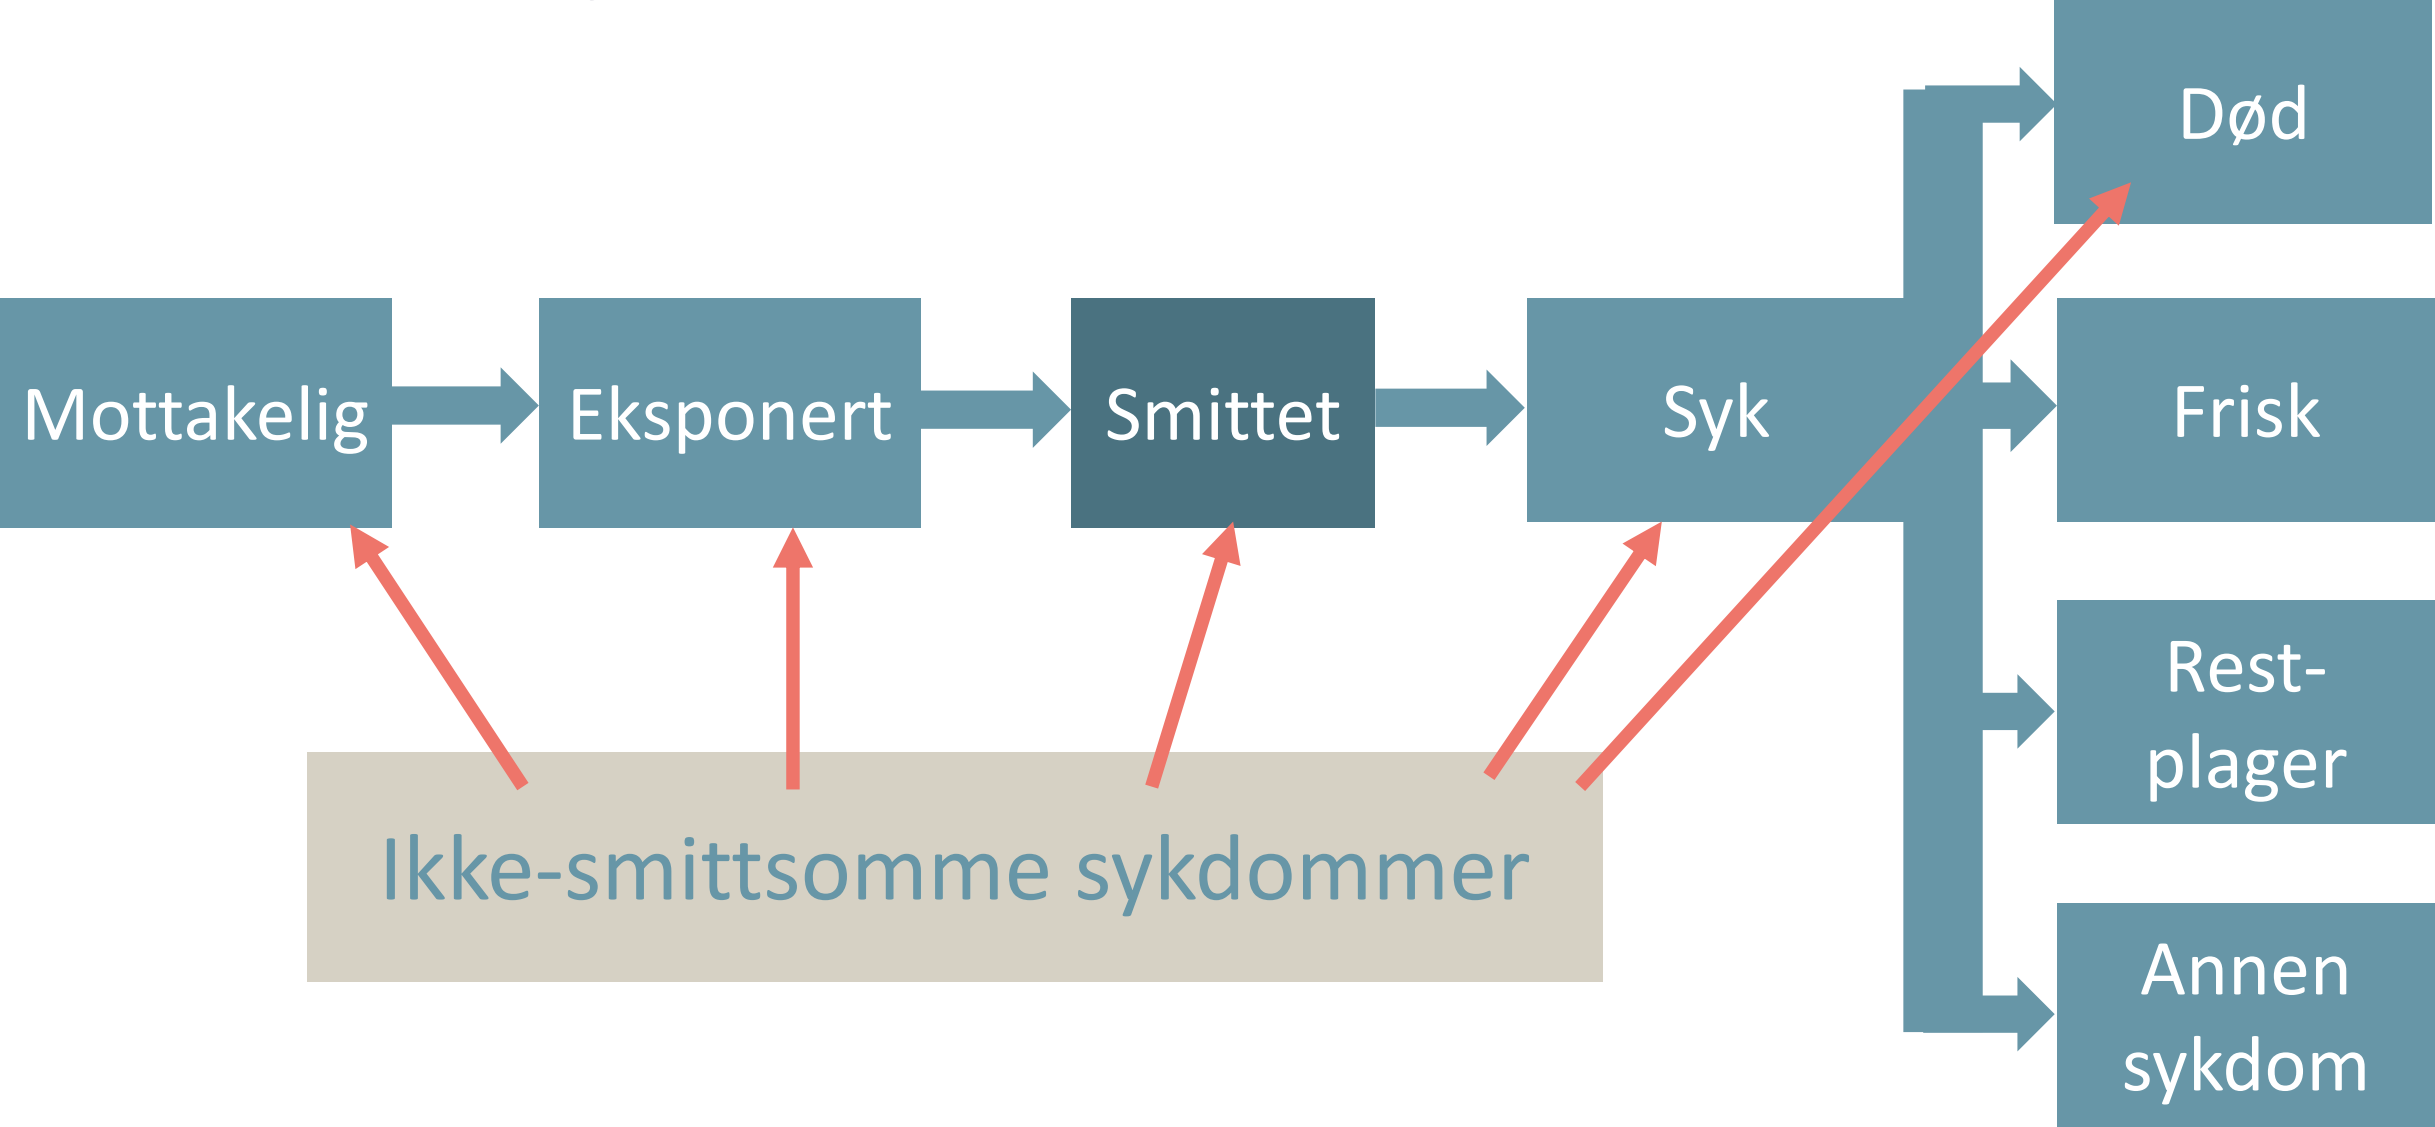 Død
Mottakelig
Eksponert
Smittet
Syk
Frisk
Rest-
plager
Ikke-smittsomme sykdommer
Annen
sykdom